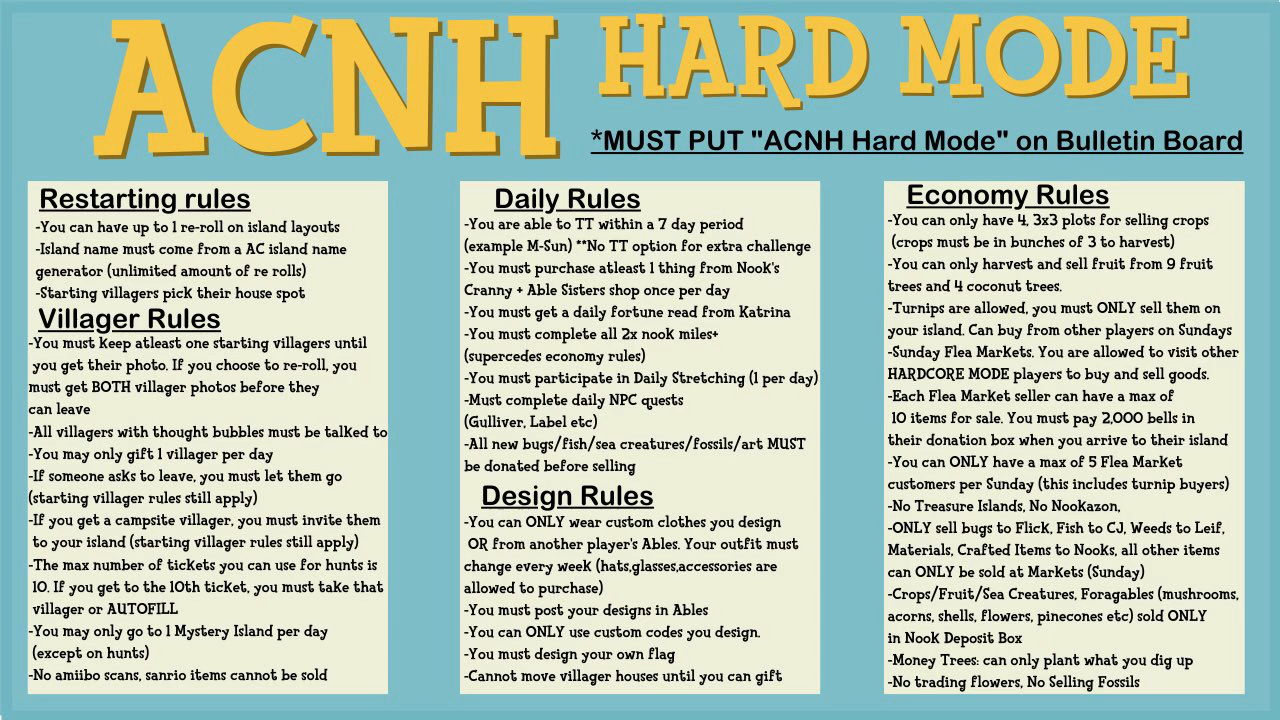 ACNH HARD MODE
*MUST PUT "ACNH Hard Mode" on Bulletin Board
Restarting rules
-You can have up to 1 re-roll on island layouts
-Island name must come from a AC island name
generator (unlimited amount of re rolls)
-Starting villagers pick their house spot
Villager Rules
-You must keep atleast one starting villagers until
you get their photo. If you choose to re-roll, you
must get BOTH villager photos before they
can leave
-All villagers with thought bubbles must be talked to
-You may only gift 1 villager per day
-If someone asks to leave, you must let them go
(starting villager rules still apply)
-If you get a campsite villager, you must invite them
to your island (starting villager rules still apply)
-The max number of tickets you can use for hunts is
10. If you get to the 10th ticket, you must take that
villager or AUTOFILL
-You may only go to 1 Mystery Island per day
(except on hunts)
-No amiibo scans, sanrio items cannot be sold
Daily Rules
-You are able to TT within a 7 day period
(example M-Sun) **No TT option for extra challenge
-You must purchase atleast 1 thing from Nook's
Cranny + Able Sisters shop once per day
-You must get a daily fortune read from Katrina
-You must complete all 2x nook miles+
(supercedes economy rules)
-You must participate in Daily Stretching (1 per day)
-Must complete daily NPC quests
(Gulliver, Label etc)
-All new bugs/fish/sea creatures/fossils/art MUST
be donated before selling
Design Rules
-You can ONLY wear custom clothes you design
OR from another player's Ables. Your outfit must
change every week (hats,glasses,accessories are
allowed to purchase)
-You must post your designs in Ables
-You can ONLY use custom codes you design.
-You must design your own flag
-Cannot move villager houses until you can gift
Economy Rules
-You can only have 4, 3x3 plots for selling crops
(crops must be in bunches of 3 to harvest)
-You can only harvest and sell fruit from 9 fruit
trees and 4 coconut trees.
-Turnips are allowed, you must ONLY sell them on
your island. Can buy from other players on Sundays
-Sunday Flea Markets. You are allowed to visit other
HARDCORE MODE players to buy and sell goods.
-Each Flea Market seller can have a max of
10 items for sale. You must pay 2,000 bells in
their donation box when you arrive to their island
-You can ONLY have a max of 5 Flea Market
customers per Sunday (this includes turnip buyers)
-No Treasure Islands, No Nookazon,
-ONLY sell bugs to Flick, Fish to CJ, Weeds to Leif,
Materials, Crafted Items to Nooks, all other items
can ONLY be sold at Markets (Sunday)
-Crops/Fruit/Sea Creatures, Foragables (mushrooms,
acorns, shells, flowers, pinecones etc) sold ONLY
in Nook Deposit Box
-Money Trees: can only plant what you dig up
-No trading flowers, No Selling Fossils